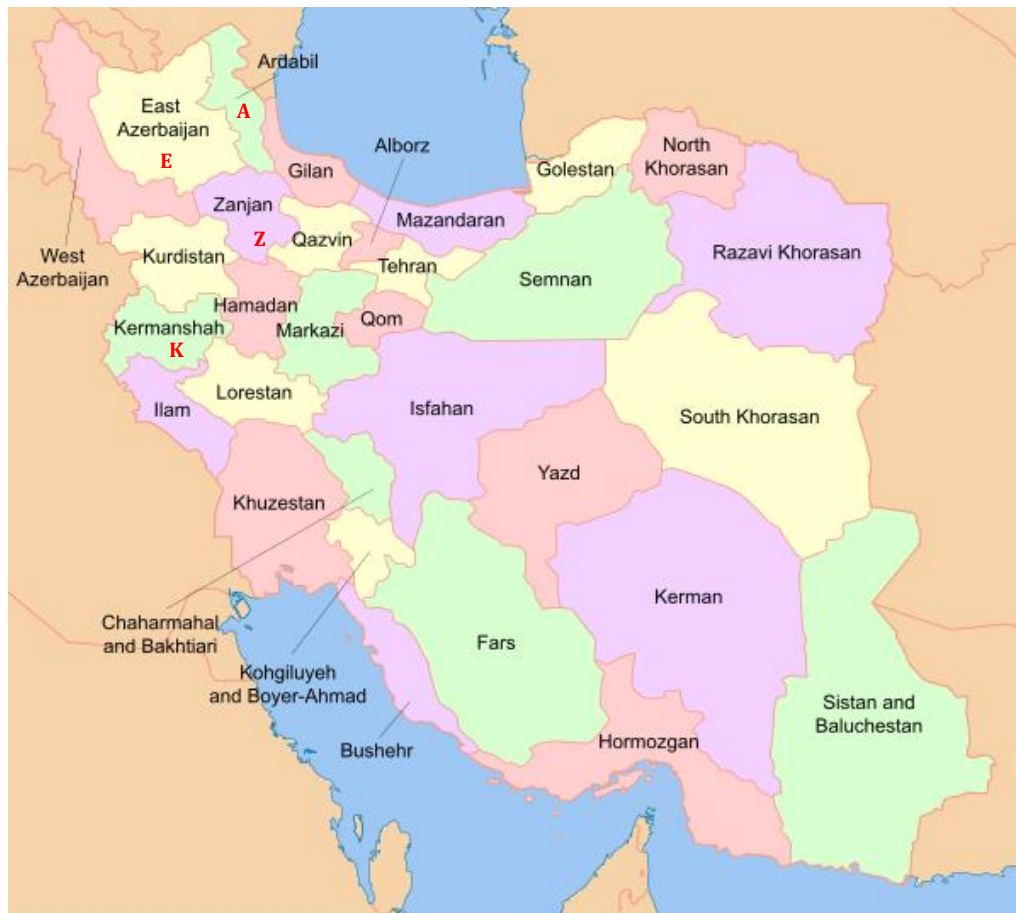 Ardabil
A
East
Azerbaijan
E
Alborz
North
Khorasan
Gilan
Golestan
Zanjan
Z
Mazandaran
Qazvin
West
Azerbaijan
Kurdistan
Tehran
Razavi Khorasan
Semnan
Hamadan
Kermanshah
K
Markazi
Qom
Lorestan
Ilam
Isfahan
South Khorasan
Yazd
Khuzestan
Kerman
Chaharmahal
and Bakhtiari
Fars
Kohgiluyeh
and Boyer-Ahmad
Sistan and
Baluchestan
Hormozgan
Bushehr